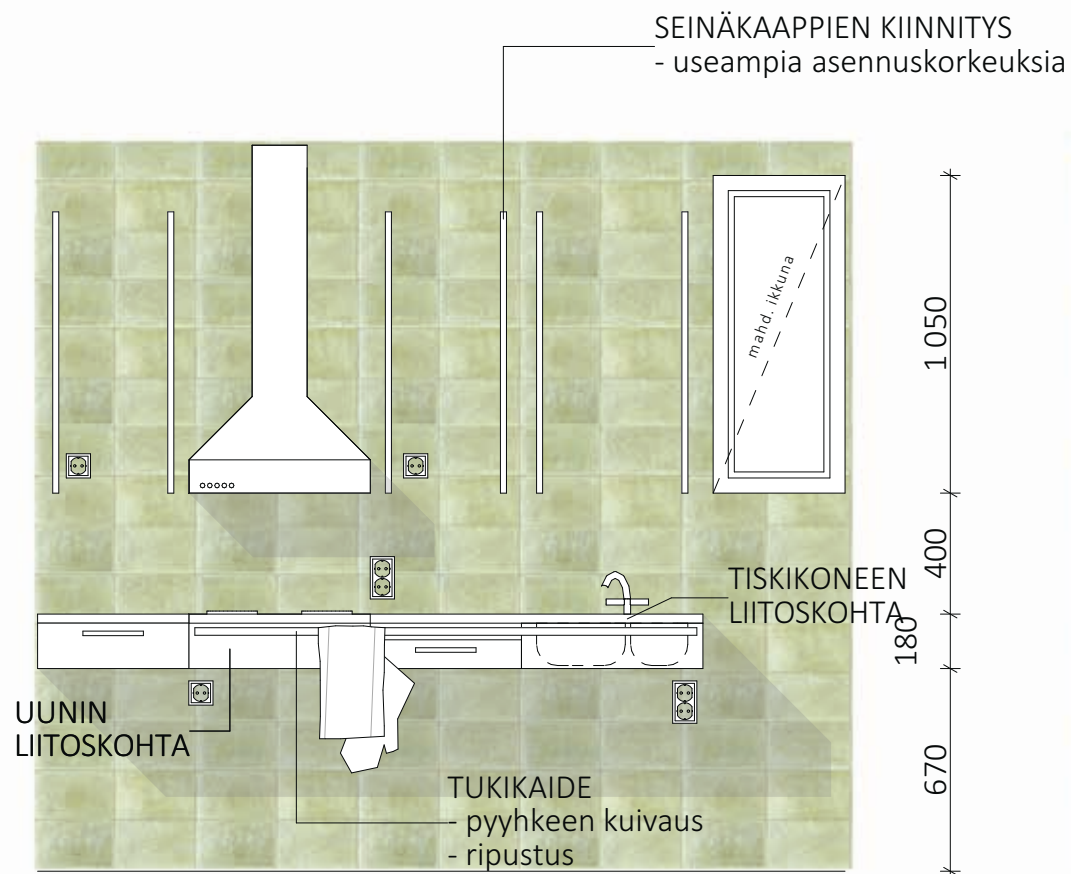 SEINÄKAAPPIEN KIINNITYS
- useampia asennuskorkeuksia
mahd. ikkuna
1 050
400
TISKIKONEEN
LIITOSKOHTA
180
UUNIN
LIITOSKOHTA
670
TUKIKAIDE
- pyyhkeen kuivaus
- ripustus